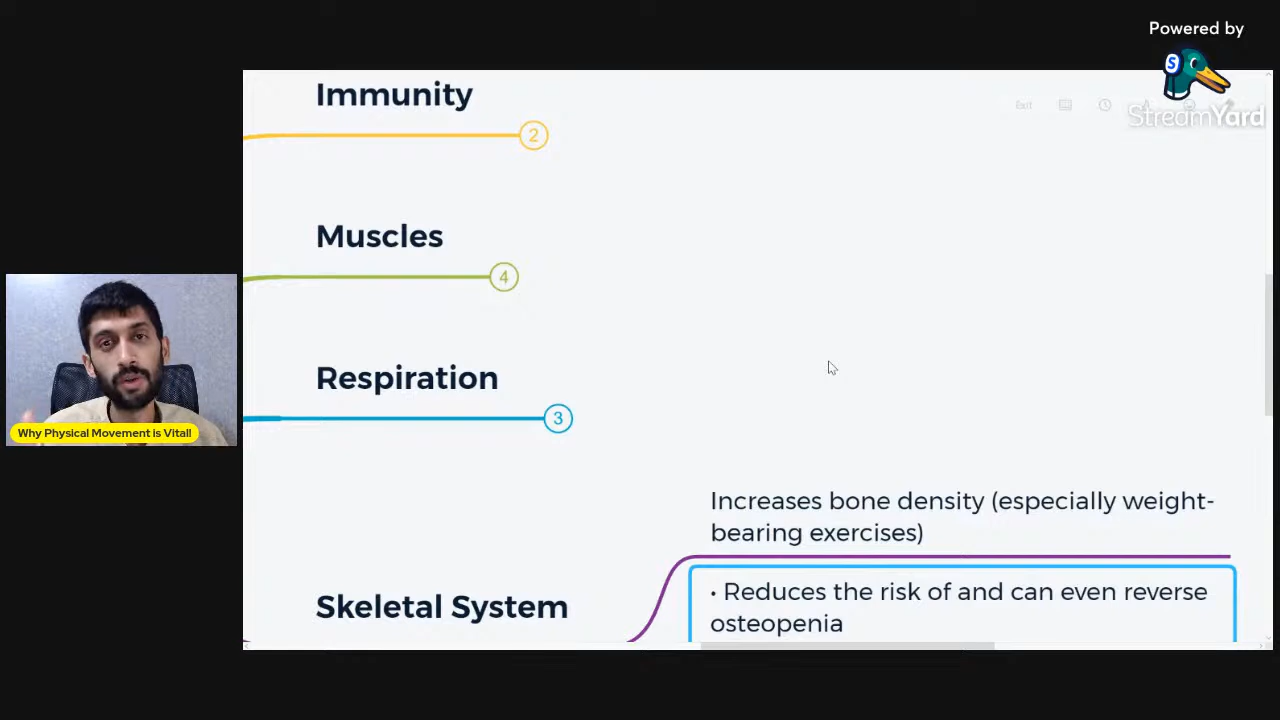 Powered by
StreamYard
Exit
Immunity
2
Muscles
4
Respiration
3
Increases bone density (especially weight-
bearing exercises)
Skeletal System
• Reduces the risk of and can even reverse
osteopenia
Why Physical Movement is Vital!